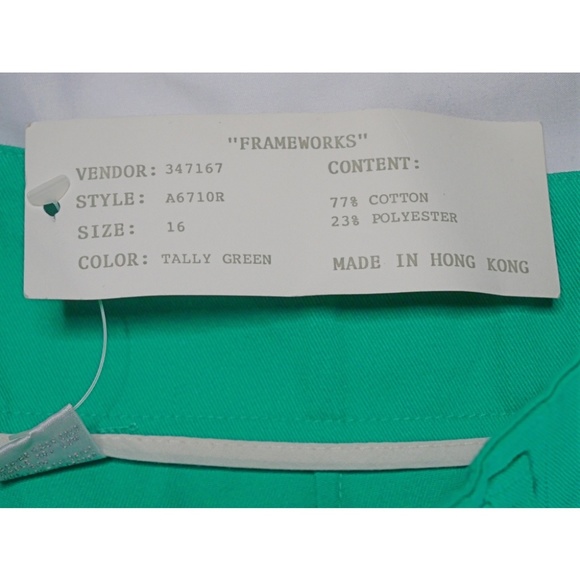 "FRAMEWORKS"
VENDOR: 347167
STYLE: A6710R
SIZE: 16
COLOR: TALLY GREEN
CONTENT:
77% COTTON
23% POLYESTER
MADE IN HONG KONG